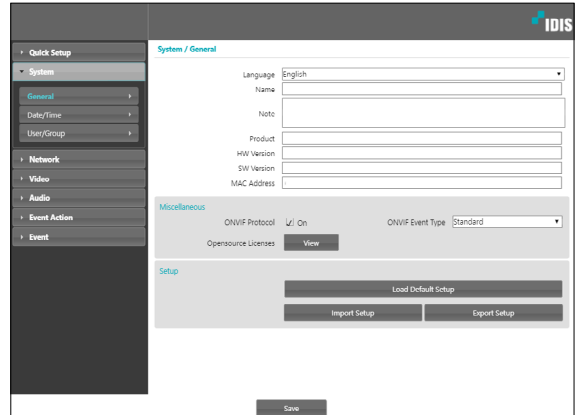 IDIS
Quick Setup
System
General
Date/Time
User/Group
Network
Video
Audio
Event Action
Event
System / General
Language English
Name
Note
Product
HW Version
SW Version
MAC Address
Miscellaneous
ONVIF Protocol On ONVIF Event Type Standard
Opensource Licenses View
Setup
Load Default Setup
Import Setup Export Setup
Save